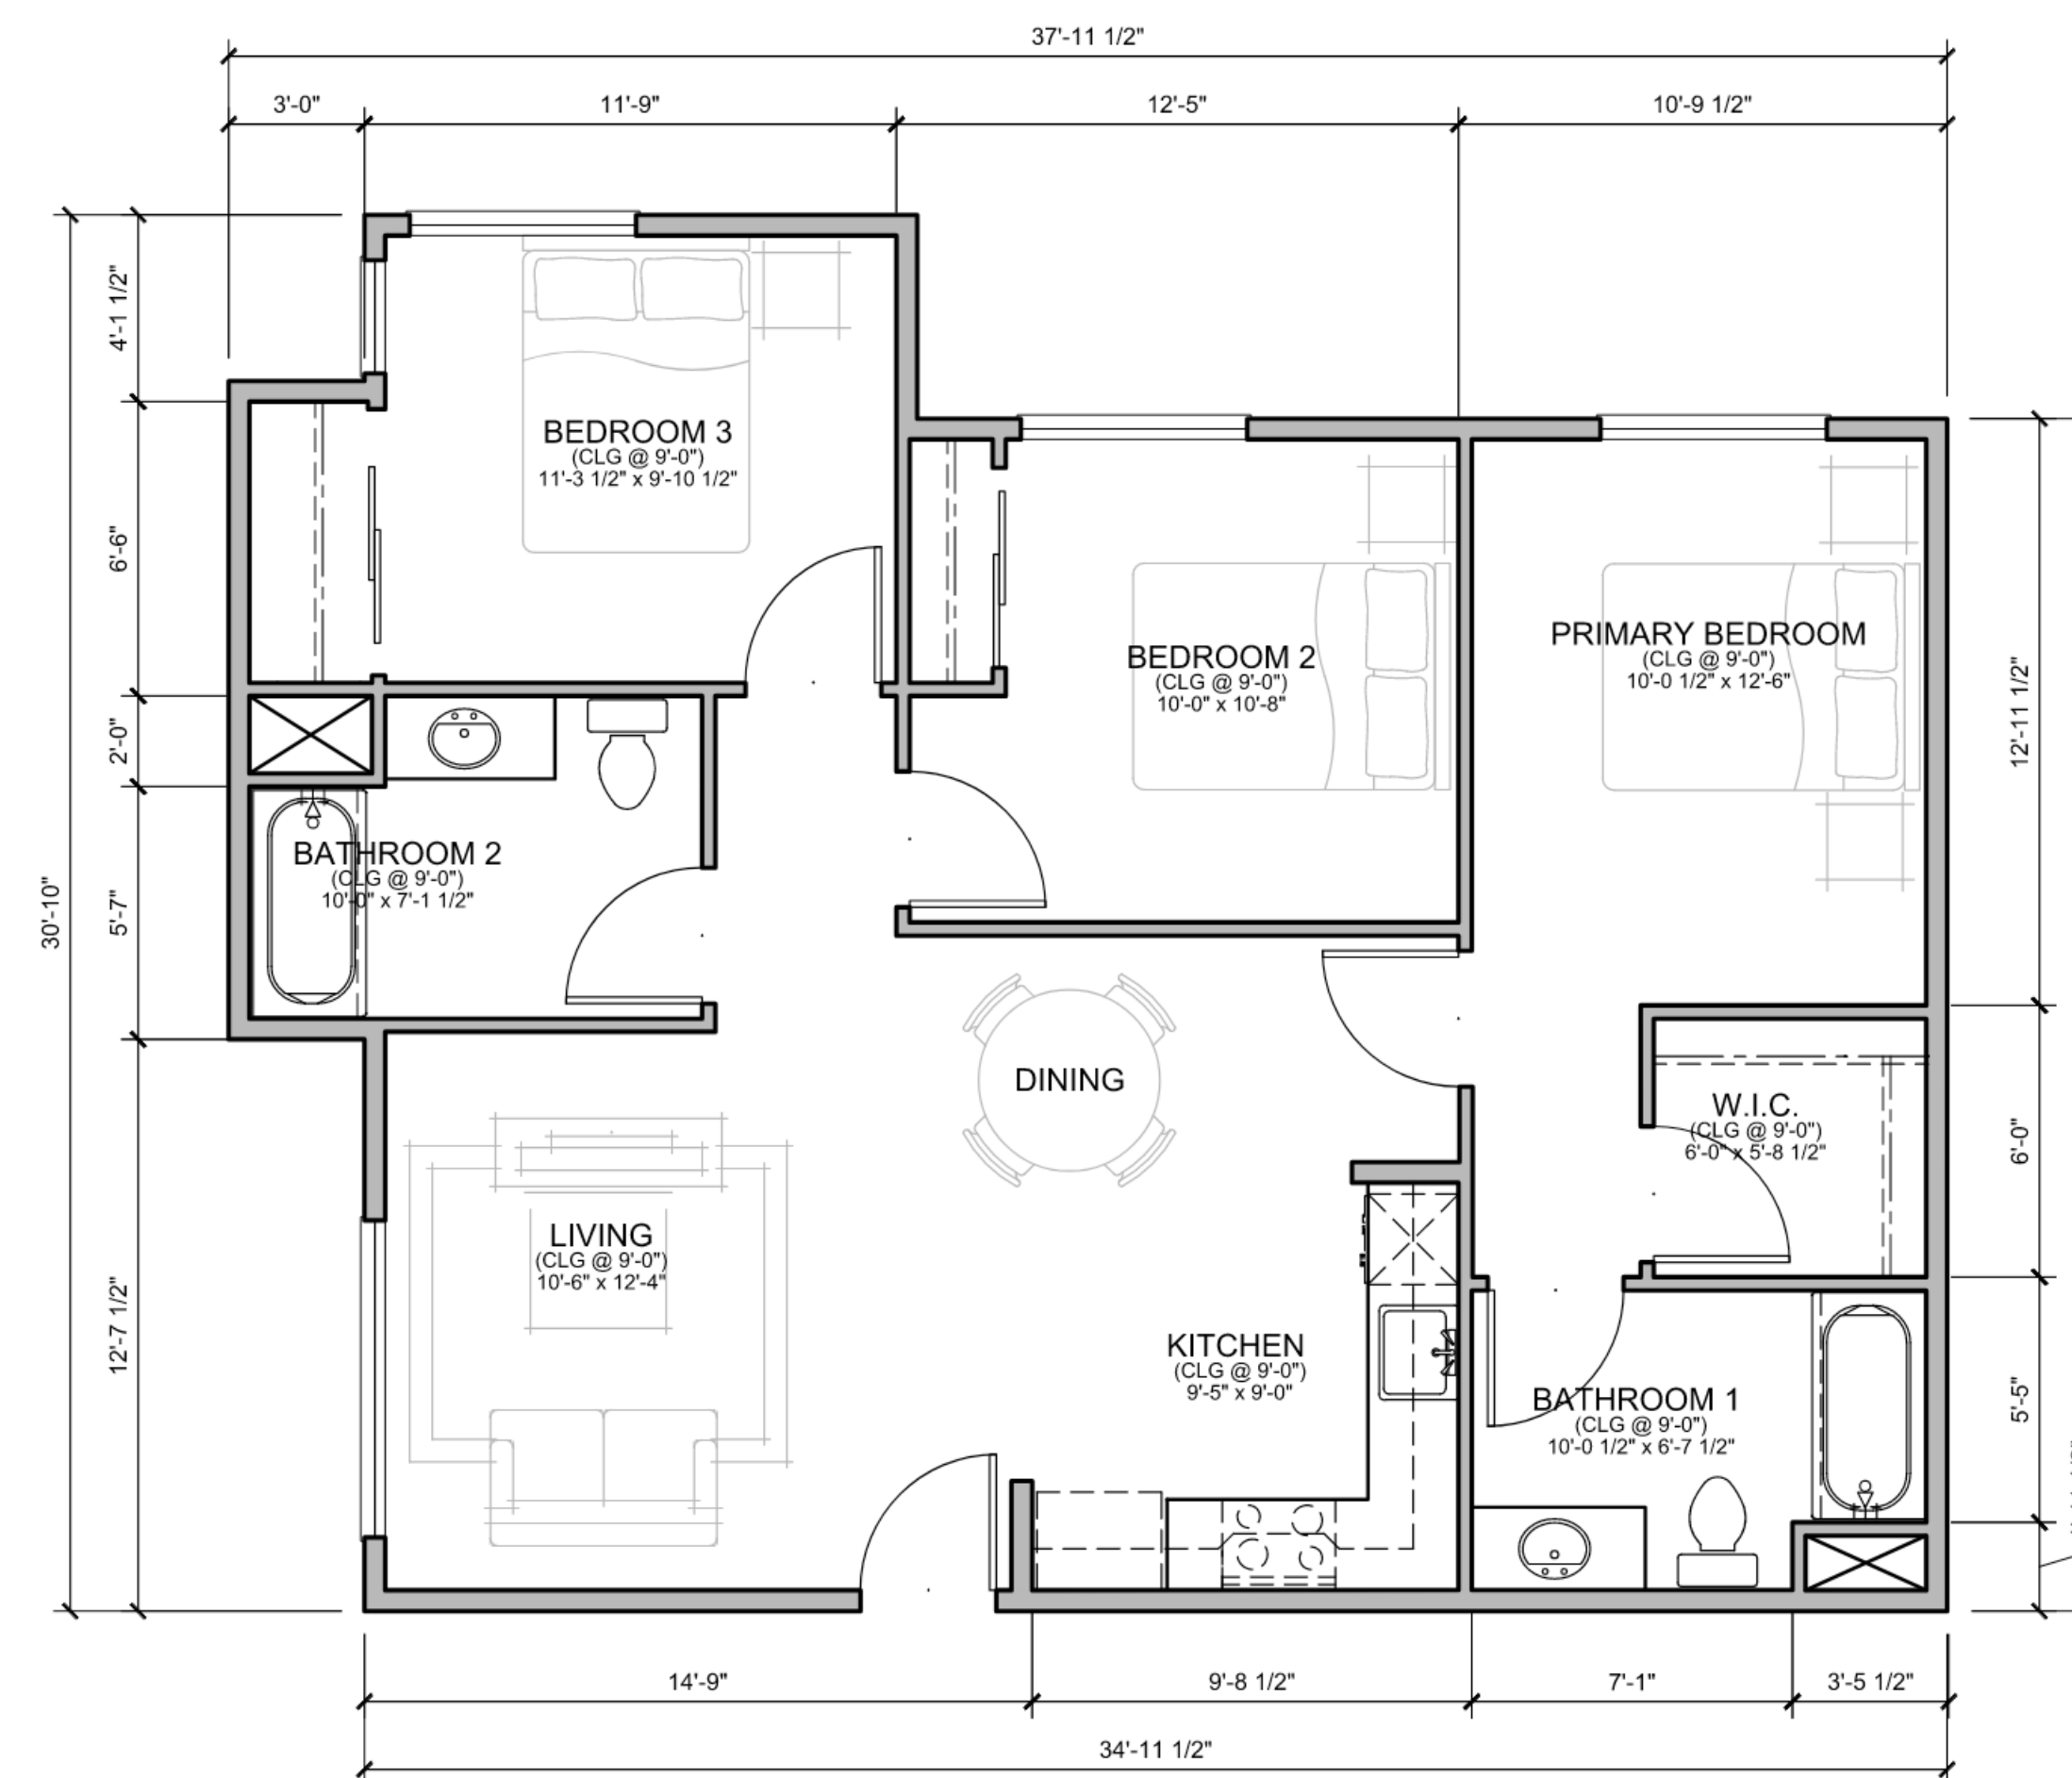 37'-11 1/2"
3'-0"
11'-9"
12'-5"
10'-9 1/2"
4'-1 1/2"
6'-6"
2'-0"
5'-7"
12'-7 1/2"
30'-10"
BEDROOM 3
(CLG @ 9'-0")
11'-3 1/2" x 9'-10 1/2"
BEDROOM 2
(CLG @ 9'-0")
10'-0" x 10'-8"
PRIMARY BEDROOM
(CLG @ 9'-0")
10'-0 1/2" x 12'-6"
12'-11 1/2"
BATHROOM 2
(CLG @ 9'-0")
10'-0" x 7'-1 1/2"
DINING
W.I.C.
(CLG @ 9'-0")
6'-0" x 5'-8 1/2"
6'-0"
LIVING
(CLG @ 9'-0")
10'-6" x 12'-4"
KITCHEN
(CLG @ 9'-0")
9'-5" x 9'-0"
BATHROOM 1
(CLG @ 9'-0")
10'-0 1/2" x 6'-7 1/2"
5'-5"
14'-9"
9'-8 1/2"
7'-1"
3'-5 1/2"
34'-11 1/2"